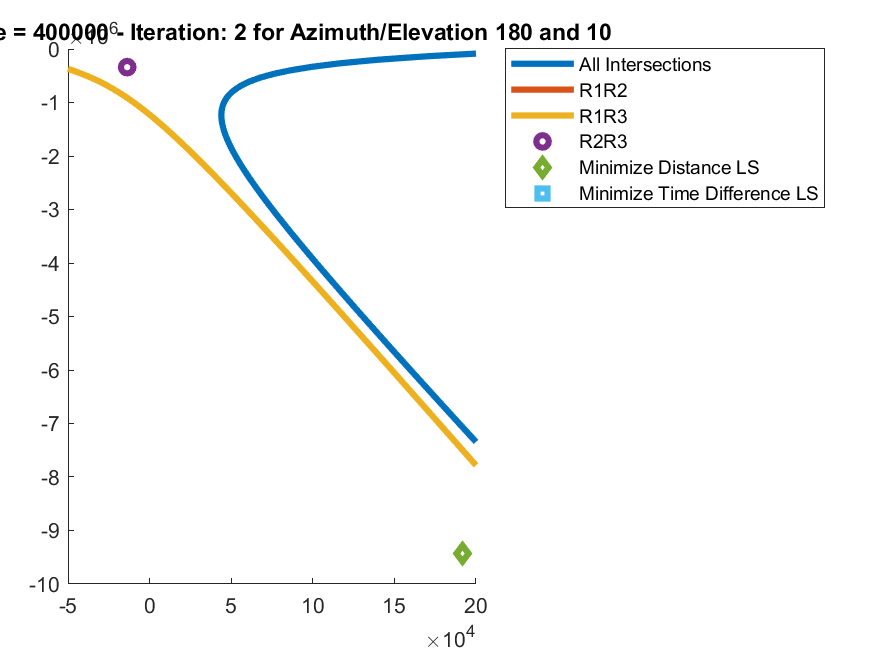 e = 400000 - Iteration: 2 for Azimuth/Elevation 180 and 10
×10^6
0
-1
-2
-3
-4
-5
-6
-7
-8
-9
-10
-5 0 5 10 15 20
×10^4
All Intersections
R1R2
R1R3
R2R3
Minimize Distance LS
Minimize Time Difference LS